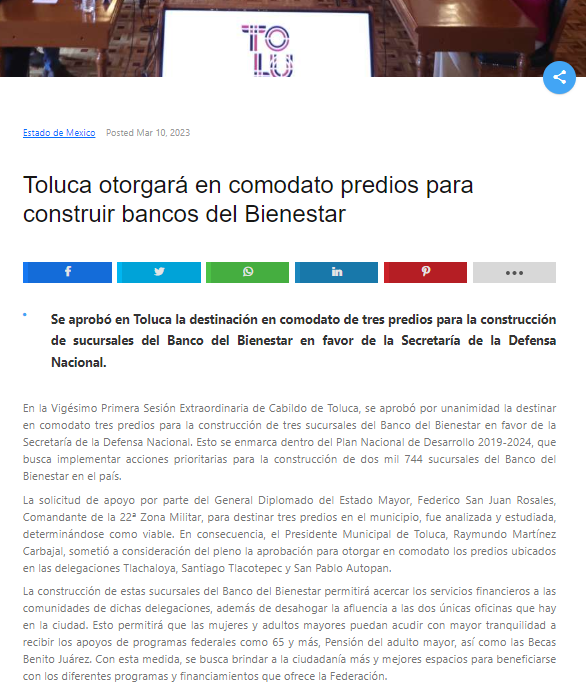 TO
LU
Estado de Mexico Posted Mar 10, 2023
Toluca otorgará en comodato predios para
construir bancos del Bienestar
Se aprobó en Toluca la destinación en comodato de tres predios para la construcción
de sucursales del Banco del Bienestar en favor de la Secretaría de la Defensa
Nacional.
En la Vigésimo Primera Sesión Extraordinaria de Cabildo de Toluca, se aprobó por unanimidad la destinar
en comodato tres predios para la construcción de tres sucursales del Banco del Bienestar en favor de la
Secretaría de la Defensa Nacional. Esto se enmarca dentro del Plan Nacional de Desarrollo 2019-2024, que
busca implementar acciones prioritarias para la construcción de dos mil 744 sucursales del Banco del
Bienestar en el país.
La solicitud de apoyo por parte del General Diplomado del Estado Mayor, Federico San Juan Rosales,
Comandante de la 22ª Zona Militar, para destinar tres predios en el municipio, fue analizada y estudiada,
determinándose como viable. En consecuencia, el Presidente Municipal de Toluca, Raymundo Martínez
Carbajal, sometió a consideración del pleno la aprobación para otorgar en comodato los predios ubicados
en las delegaciones Tlachaloya, Santiago Tlacotepec y San Pablo Autopan.
La construcción de estas sucursales del Banco del Bienestar permitirá acercar los servicios financieros a las
comunidades de dichas delegaciones, además de desahogar la afluencia a las dos únicas oficinas que hay
en la ciudad. Esto permitirá que las mujeres y adultos mayores puedan acudir con mayor tranquilidad a
recibir los apoyos de programas federales como 65 y más, Pensión del adulto mayor, así como las Becas
Benito Juárez. Con esta medida, se busca brindar a la ciudadanía más y mejores espacios para beneficiarse
con los diferentes programas y financiamientos que ofrece la Federación.